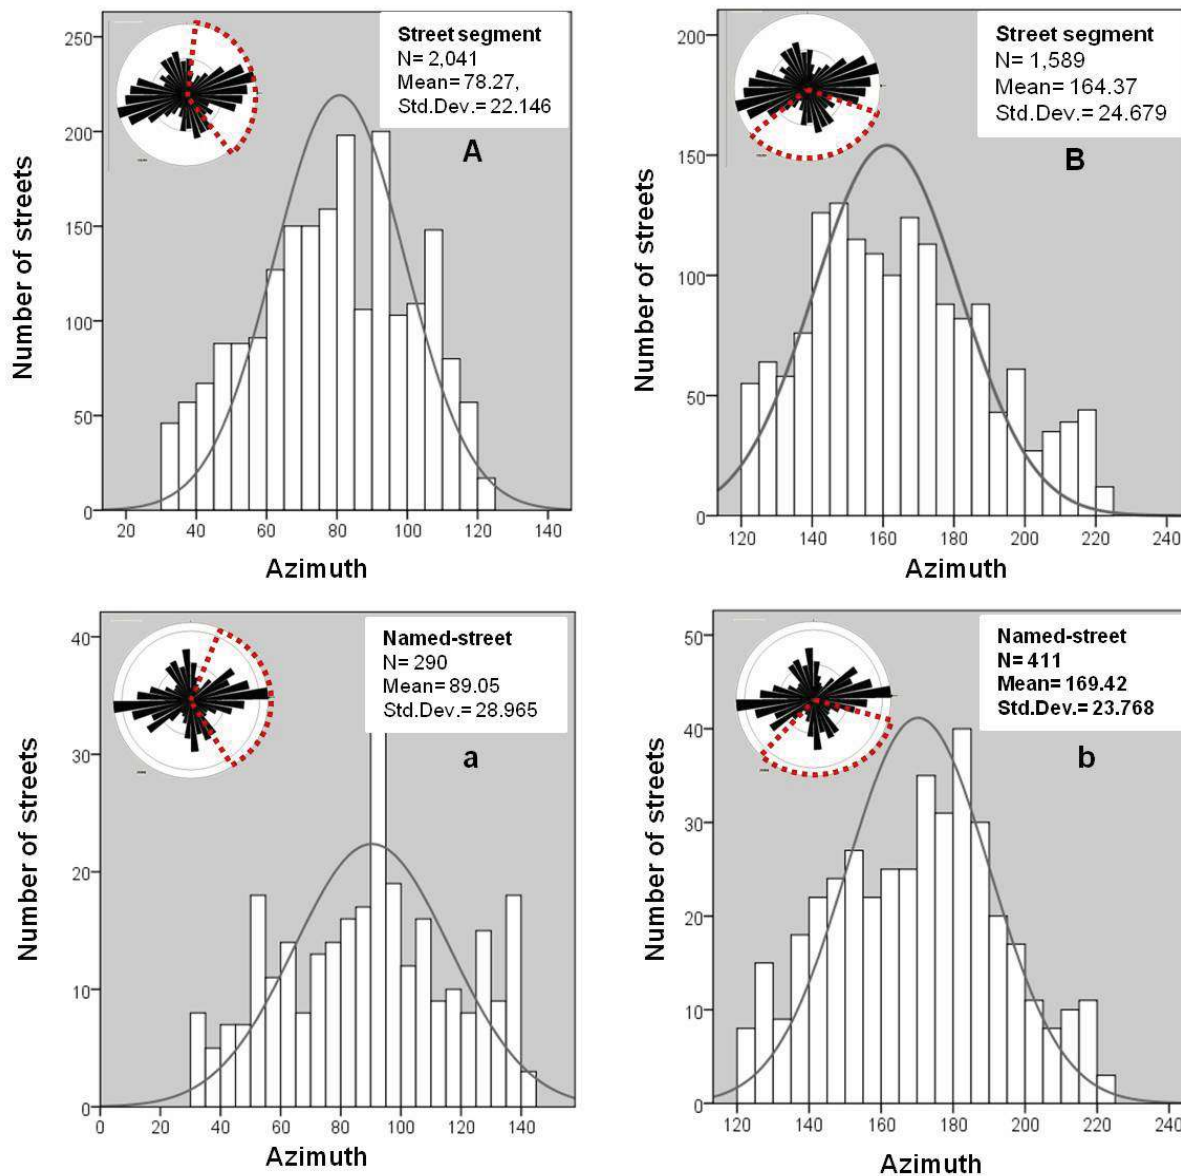 Street segment
N= 2,041
Mean= 78.27,
Std.Dev.= 22.146
A
250
200
150
100
50
0
Number of streets
20 40 60 80 100 120 140
Azimuth
Street segment
N= 1,589
Mean= 164.37
Std.Dev.= 24.679
B
200
150
100
50
0
Number of streets
120 140 160 180 200 220 240
Azimuth
Named-street
N= 290
Mean= 89.05
Std.Dev.= 28.965
a
40
30
20
10
0
Number of streets
0 20 40 60 80 100 120 140
Azimuth
Named-street
N= 411
Mean= 169.42
Std.Dev.= 23.768
b
50
40
30
20
10
0
Number of streets
120 140 160 180 200 220 240
Azimuth